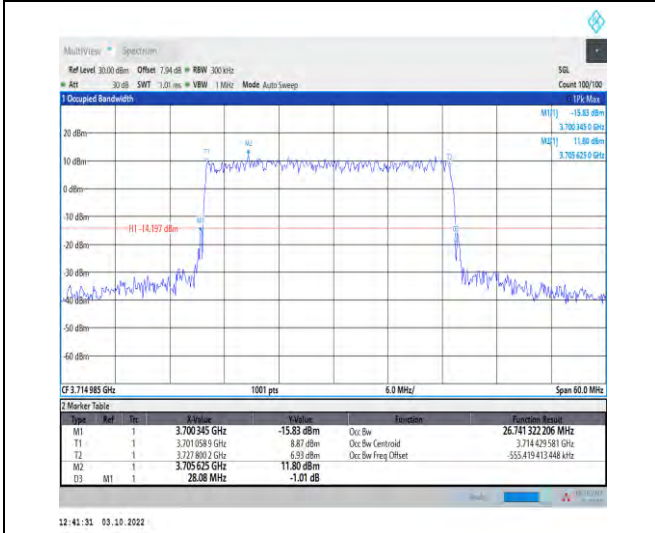 MultiView Spectrum
Ref Level 30.00 dBm Offset 7.94 dB RBW 300 kHz SGL
Att 30 dB SWT 1.01 ms VBW 1 MHz Mode Auto Sweep Count 100/100
1 Occupied Bandwidth 1Pk Max
M1[1] -15.83 dBm
3.700 345 0 GHz
M2[1] 11.80 dBm
3.705 625 0 GHz
20 dBm
T1 M2
10 dBm
0 dBm
-10 dBm
H1 -14.197 dBm
-20 dBm
-30 dBm
-40 dBm
-50 dBm
-60 dBm
CF 3.714 985 GHz 1001 pts 6.0 MHz/ Span 60.0 MHz
2 Marker Table
Type Ref Trc X-Value Y-Value Function Function Result
M1 1 3.700 345 GHz -15.83 dBm Occ Bw 26.741 322 206 MHz
T1 1 3.701 058 9 GHz 8.87 dBm Occ Bw Centroid 3.714 429 581 GHz
T2 1 3.727 800 2 GHz 6.93 dBm Occ Bw Freq Offset -555.419 413 448 kHz
M2 1 3.705 625 GHz 11.80 dBm
D3 M1 1 28.08 MHz -1.01 dB
12:41:31 03.10.2022